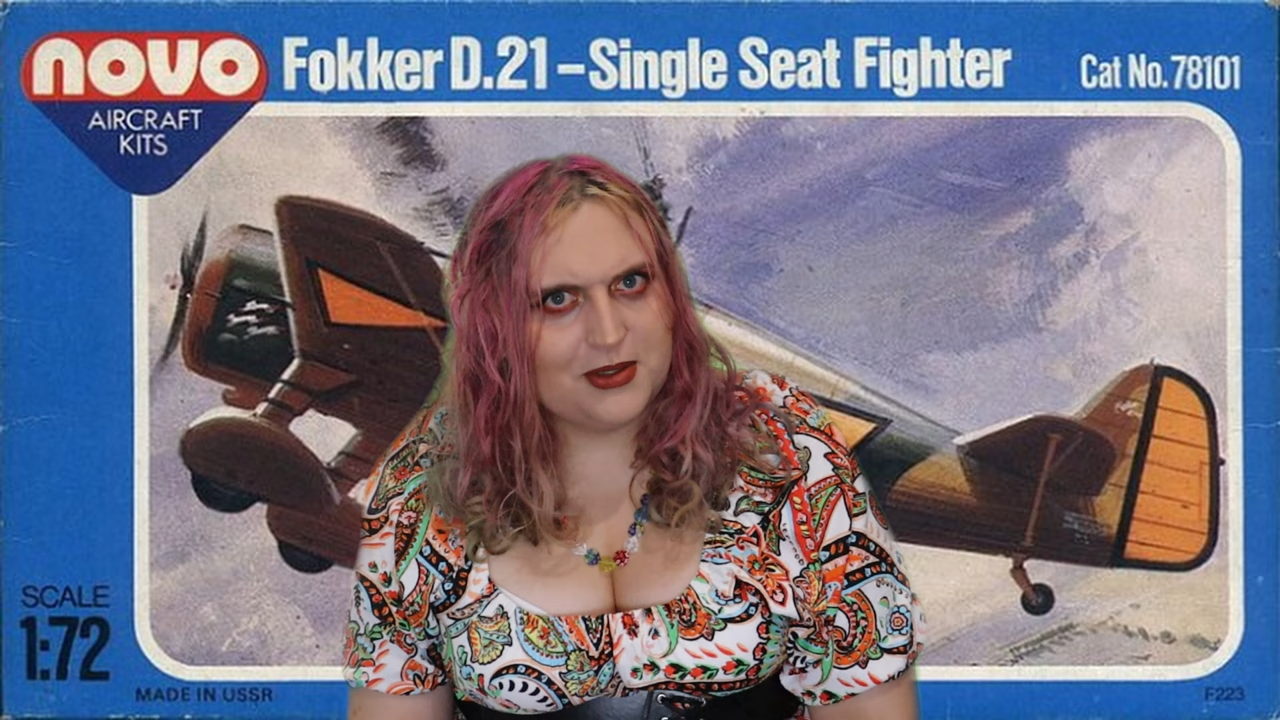 novo
AIRCRAFT
KITS
Fokker D.21 – Single Seat Fighter
Cat No. 78101
SCALE
1:72
MADE IN USSR
F223